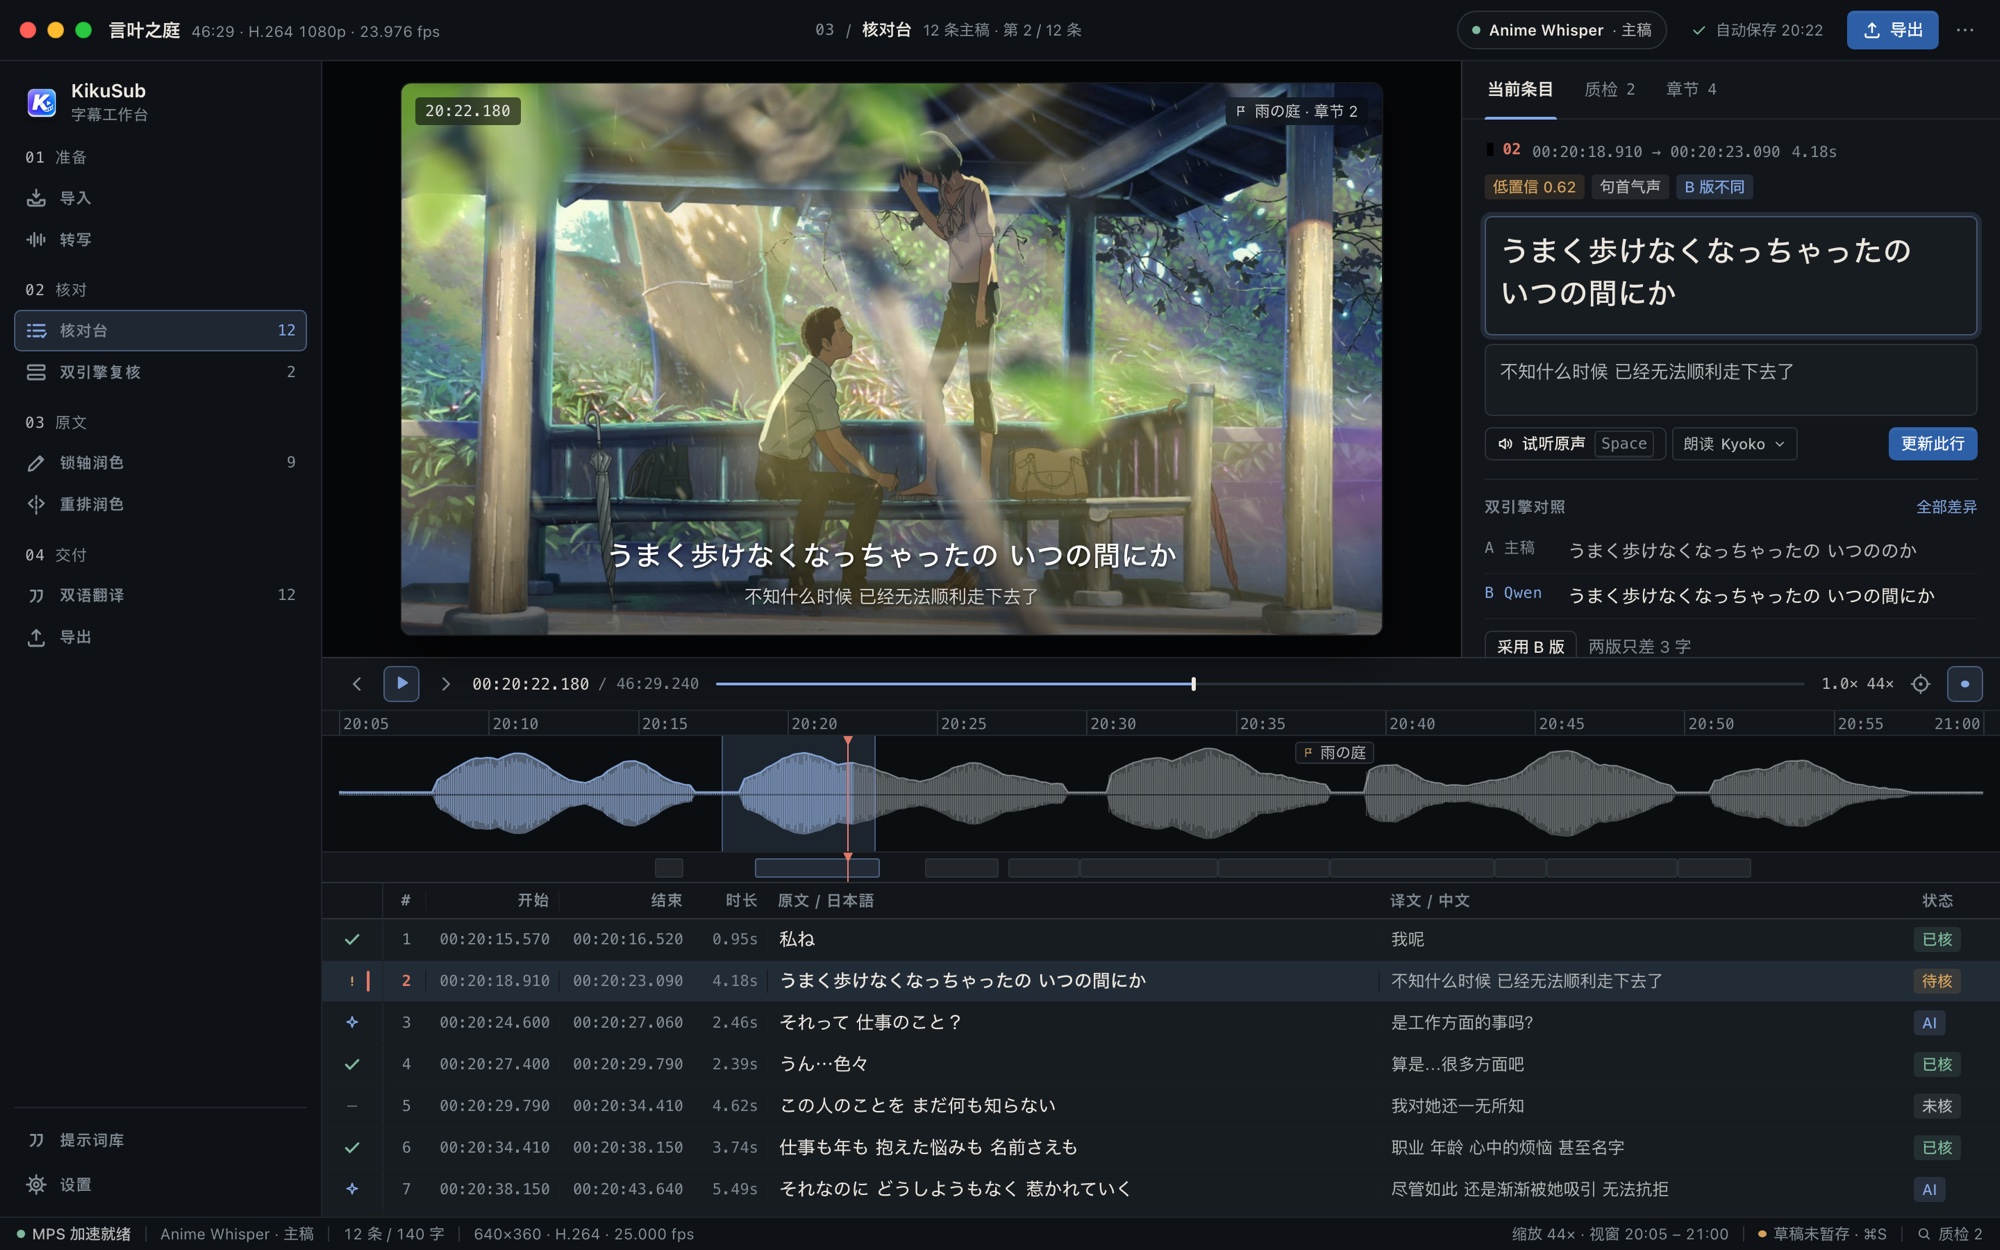 言叶之庭 46:29 · H.264 1080p · 23.976 fps
03 / 核对台 12 条主稿 · 第 2 / 12 条
Anime Whisper · 主稿
自动保存 20:22
导出
KikuSub
字幕工作台
01 准备
导入
转写
02 核对
核对台 12
双引擎复核 2
03 原文
锁轴润色 9
重排润色
04 交付
双语翻译 12
导出
提示词库
设置
20:22.180
雨の庭 · 章节 2
うまく歩けなくなっちゃったの いつの間にか
不知什么时候 已经无法顺利走下去了
当前条目 质检 2 章节 4
02 00:20:18.910 → 00:20:23.090 4.18s
低置信 0.62 句首气声 B 版不同
うまく歩けなくなっちゃったの
いつの間にか
不知什么时候 已经无法顺利走下去了
试听原声 Space 朗读 Kyoko 更新此行
双引擎对照 全部差异
A 主稿 うまく歩けなくなっちゃったの いつののか
B Qwen うまく歩けなくなっちゃったの いつの間にか
采用 B 版 两版只差 3 字
00:20:22.180 / 46:29.240 1.0× 44×
20:05 20:10 20:15 20:20 20:25 20:30 20:35 20:40 20:45 20:50 20:55 21:00
雨の庭
# 开始 结束 时长 原文 / 日本語 译文 / 中文 状态
1 00:20:15.570 00:20:16.520 0.95s 私ね 我呢 已核
! 2 00:20:18.910 00:20:23.090 4.18s うまく歩けなくなっちゃったの いつの間にか 不知什么时候 已经无法顺利走下去了 待核
3 00:20:24.600 00:20:27.060 2.46s それって 仕事のこと？ 是工作方面的事吗? AI
4 00:20:27.400 00:20:29.790 2.39s うん…色々 算是...很多方面吧 已核
– 5 00:20:29.790 00:20:34.410 4.62s この人のことを まだ何も知らない 我对她还一无所知 未核
6 00:20:34.410 00:20:38.150 3.74s 仕事も年も 抱えた悩みも 名前さえも 职业 年龄 心中的烦恼 甚至名字 已核
7 00:20:38.150 00:20:43.640 5.49s それなのに どうしようもなく 惹かれていく 尽管如此 还是渐渐被她吸引 无法抗拒 AI
MPS 加速就绪 Anime Whisper · 主稿 12 条 / 140 字 640×360 · H.264 · 25.000 fps
缩放 44× · 视窗 20:05 – 21:00 草稿未暂存 · ⌘S 质检 2